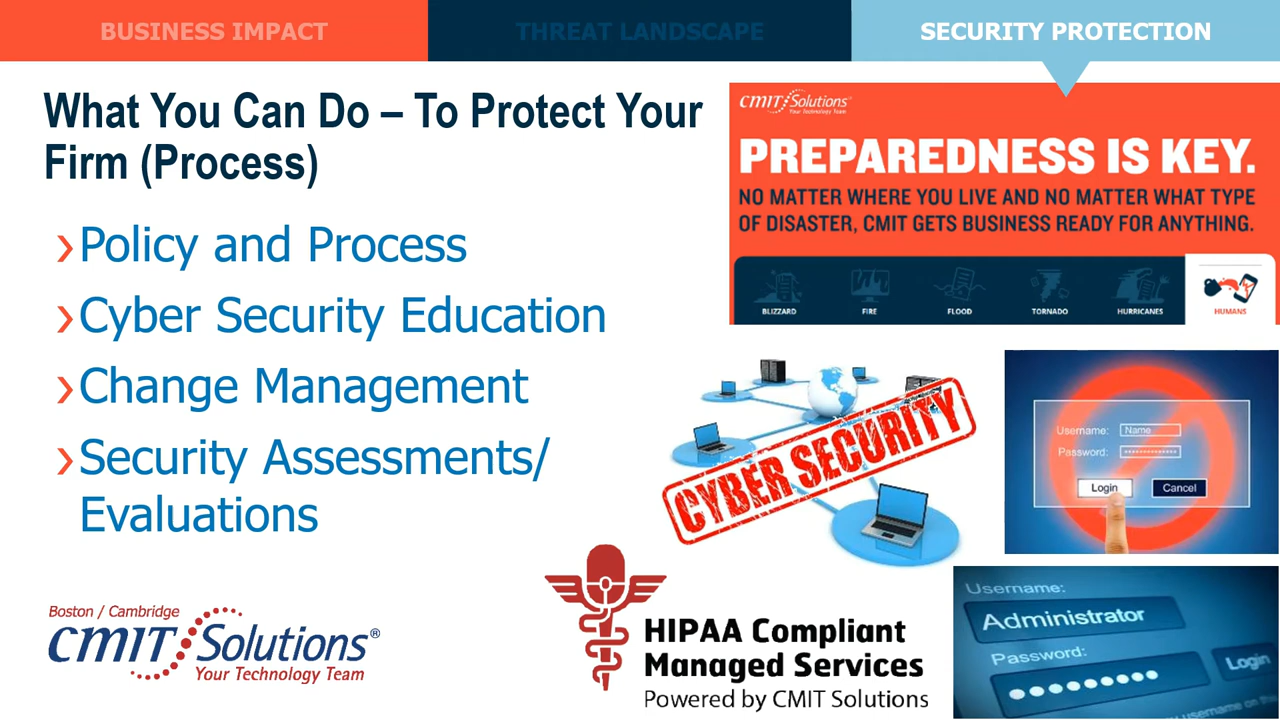 BUSINESS IMPACT
THREAT LANDSCAPE
SECURITY PROTECTION
What You Can Do – To Protect Your
Firm (Process)
›Policy and Process
›Cyber Security Education
›Change Management
›Security Assessments/
Evaluations
Boston / Cambridge
CMIT Solutions®
Your Technology Team
CMIT Solutions
Your Technology Team
PREPAREDNESS IS KEY.
NO MATTER WHERE YOU LIVE AND NO MATTER WHAT TYPE
OF DISASTER, CMIT GETS BUSINESS READY FOR ANYTHING.
BLIZZARD
FIRE
FLOOD
TORNADO
HURRICANES
HUMANS
CYBER SECURITY
Username: Name
Password: ••••••••••••
Login Cancel
HIPAA Compliant
Managed Services
Powered by CMIT Solutions
Username:
Administrator
Password:
•••••••••
Login
username on this